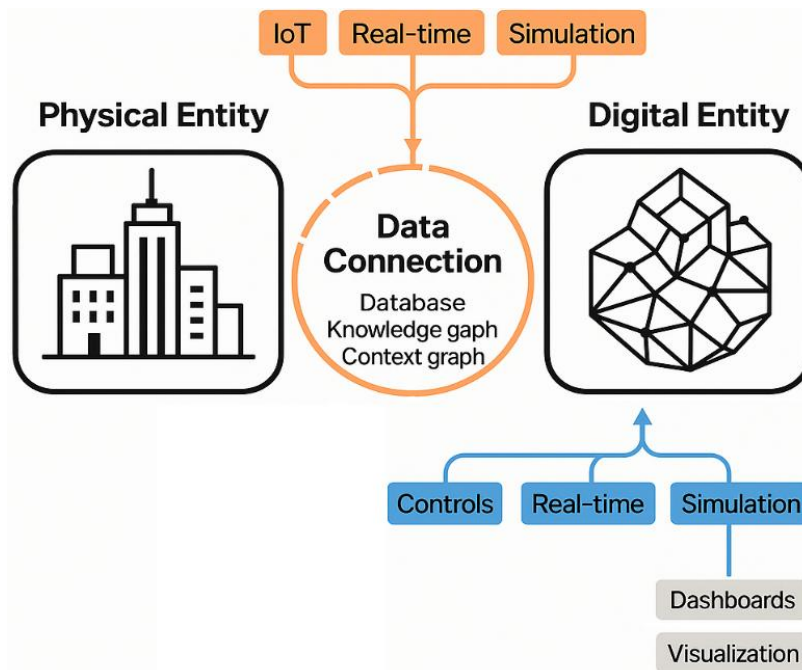 IoT
Real-time
Simulation
Physical Entity
Digital Entity
Data
Connection
Database
Knowledge gaph
Context graph
Controls
Real-time
Simulation
Dashboards
Visualization